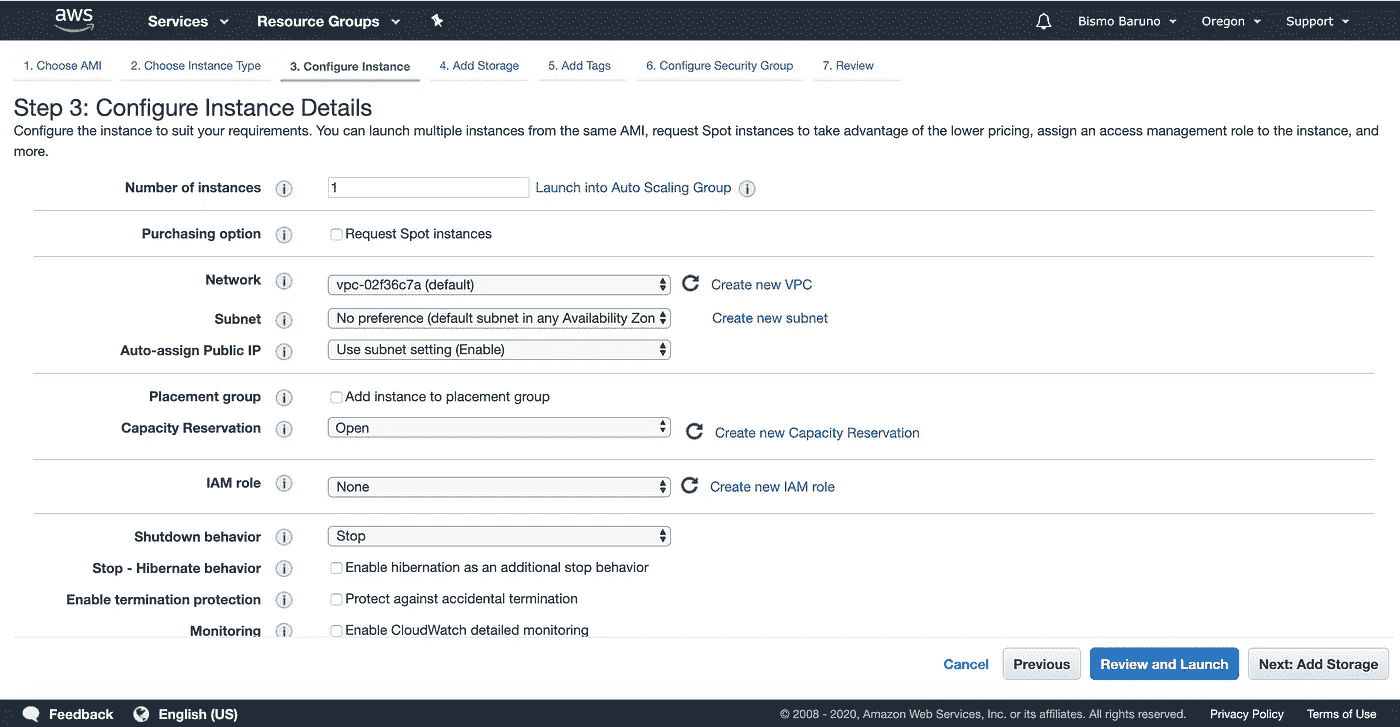 aws Services Resource Groups Bismo Baruno Oregon Support
1. Choose AMI 2. Choose Instance Type 3. Configure Instance 4. Add Storage 5. Add Tags 6. Configure Security Group 7. Review
Step 3: Configure Instance Details
Configure the instance to suit your requirements. You can launch multiple instances from the same AMI, request Spot instances to take advantage of the lower pricing, assign an access management role to the instance, and
more.
Number of instances i 1 Launch into Auto Scaling Group i
Purchasing option i Request Spot instances
Network i vpc-02f36c7a (default) Create new VPC
Subnet i No preference (default subnet in any Availability Zon Create new subnet
Auto-assign Public IP i Use subnet setting (Enable)
Placement group i Add instance to placement group
Capacity Reservation i Open Create new Capacity Reservation
IAM role i None Create new IAM role
Shutdown behavior i Stop
Stop - Hibernate behavior i Enable hibernation as an additional stop behavior
Enable termination protection i Protect against accidental termination
Monitoring i Enable CloudWatch detailed monitoring
Cancel Previous Review and Launch Next: Add Storage
Feedback English (US) © 2008 - 2020, Amazon Web Services, Inc. or its affiliates. All rights reserved. Privacy Policy Terms of Use